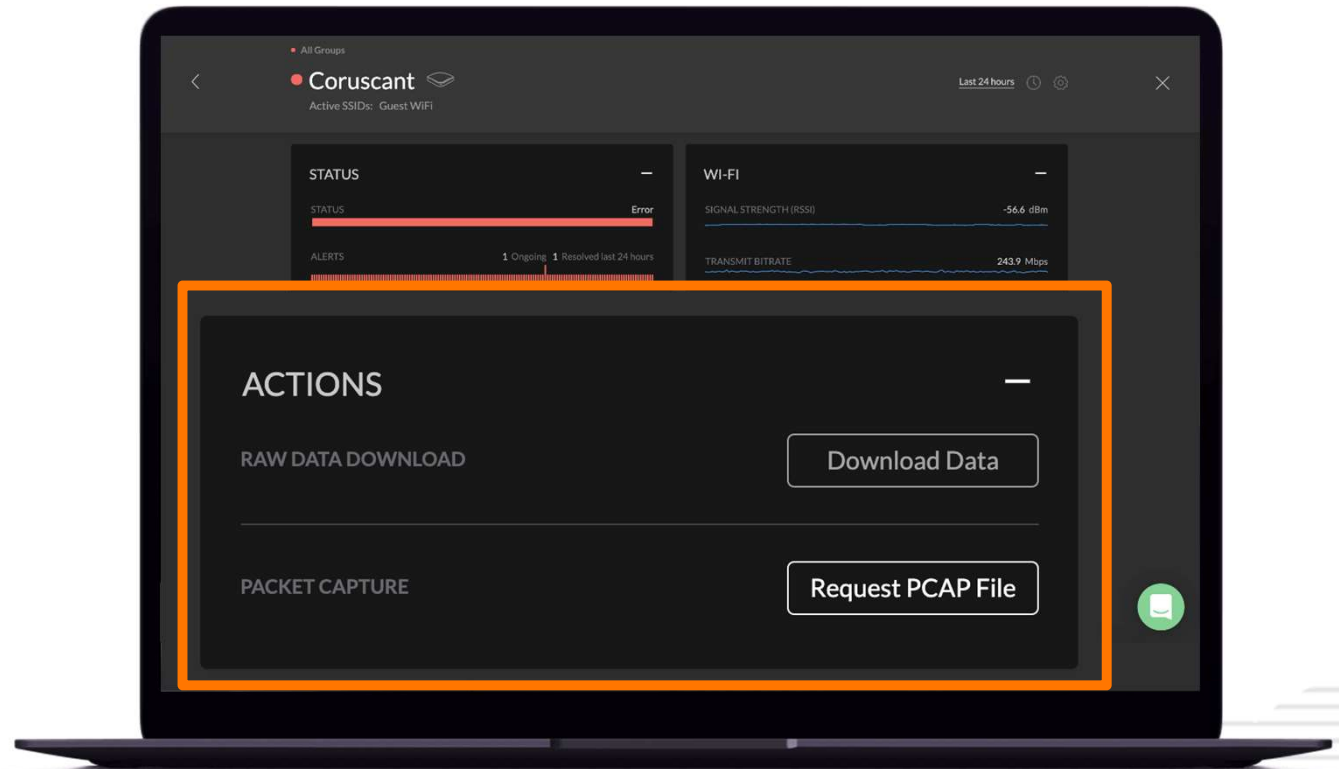 All Groups
Coruscant
Last 24 hours
Active SSIDs: Guest WiFi
STATUS
STATUS Error
ALERTS 1 Ongoing 1 Resolved last 24 hours
WI-FI
SIGNAL STRENGTH (RSSI) -56.6 dBm
TRANSMIT BITRATE 243.9 Mbps
ACTIONS
RAW DATA DOWNLOAD Download Data
PACKET CAPTURE Request PCAP File